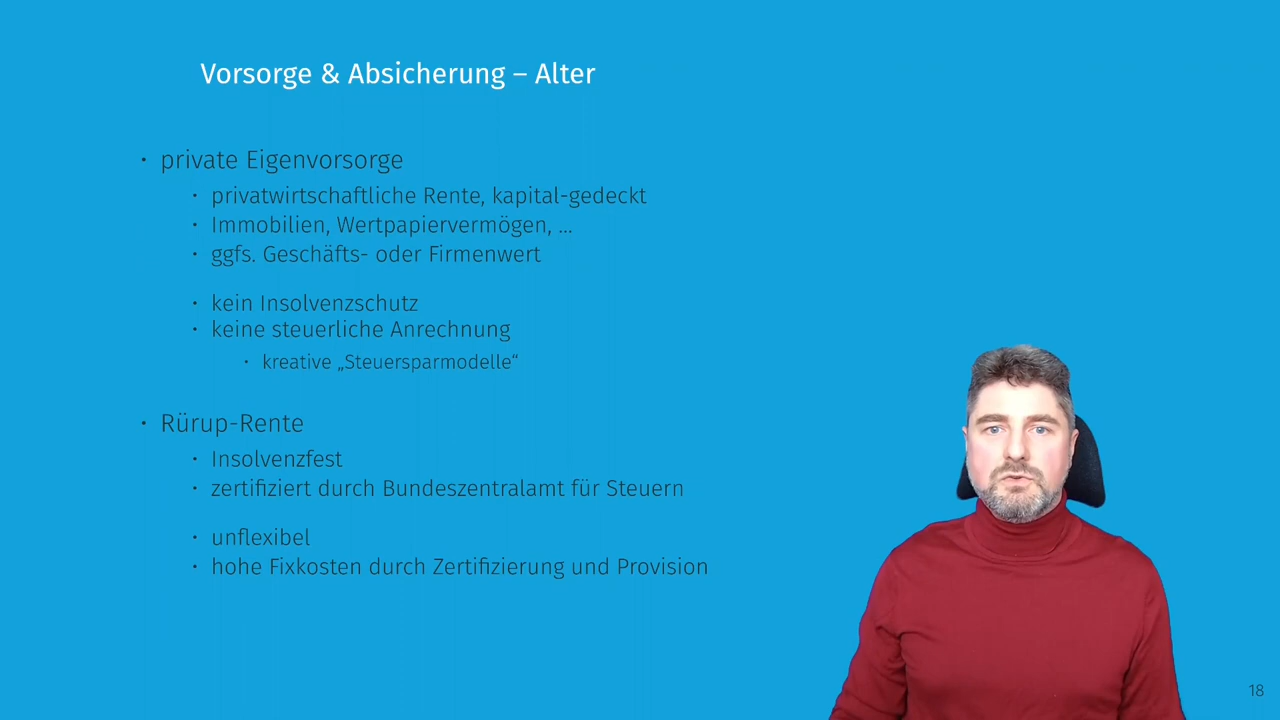 Vorsorge & Absicherung – Alter
· private Eigenvorsorge
· privatwirtschaftliche Rente, kapital-gedeckt
· Immobilien, Wertpapiervermögen, ...
· ggfs. Geschäfts- oder Firmenwert
· kein Insolvenzschutz
· keine steuerliche Anrechnung
· kreative „Steuersparmodelle“
· Rürup-Rente
· Insolvenzfest
· zertifiziert durch Bundeszentralamt für Steuern
· unflexibel
· hohe Fixkosten durch Zertifizierung und Provision
18